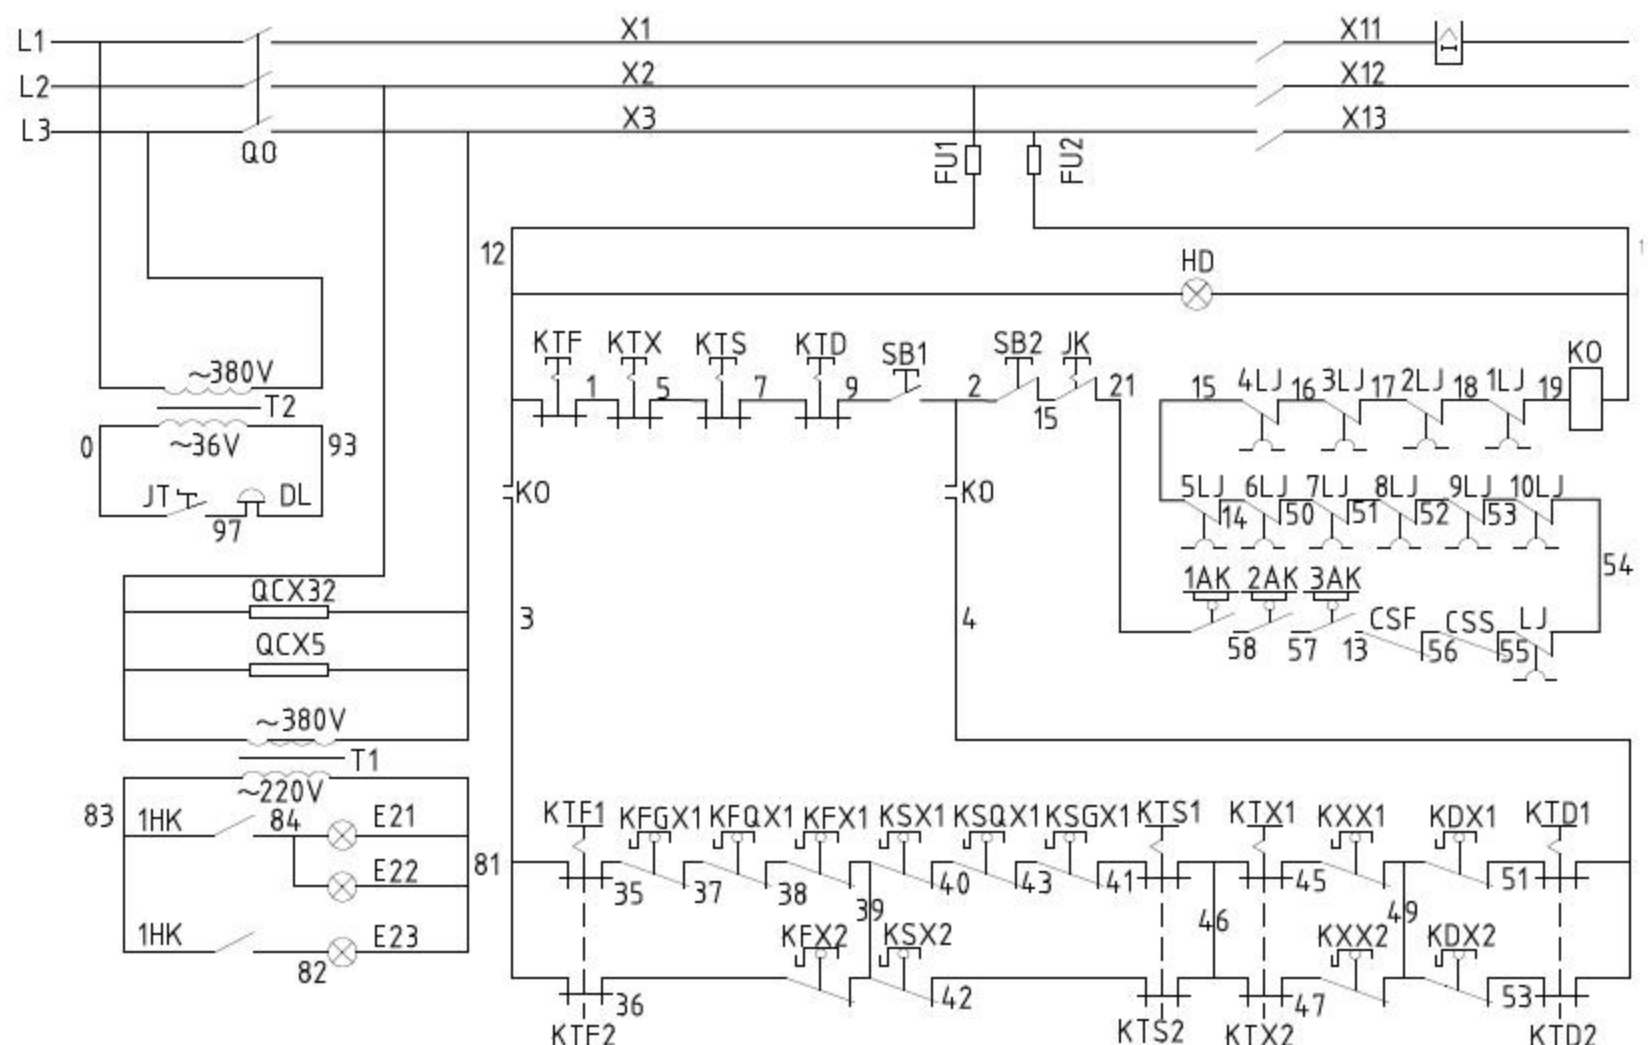 L1 X1 X11
L2 X2 X12
L3 X3 X13
Q0 FU1 FU2
12 HD 1
KTF KTX KTS KTD SB1 SB2 JK K0
1 5 7 9 2 15 21 15 4LJ 16 3LJ 17 2LJ 18 1LJ 19
~380V
T2
0 ~36V 93
JT DL
97
K0 K0 5LJ 6LJ 7LJ 8LJ 9LJ 10LJ
14 50 51 52 53
54
QCX32
1AK 2AK 3AK
3 4 CSF CSS LJ
58 57 13 56 55
QCX5
~380V
T1
~220V
83 1HK 84 E21
KTF1 KFGX1 KFQX1 KFX1 KSX1 KSQX1 KSGX1 KTS1 KTX1 KXX1 KDX1 KTD1
81 35 37 38 39 40 43 41 46 45 49 51
E22
1HK E23
82
KFX2 KSX2 KXX2 KDX2
36 42 47 53
KTF2 KTS2 KTX2 KTD2